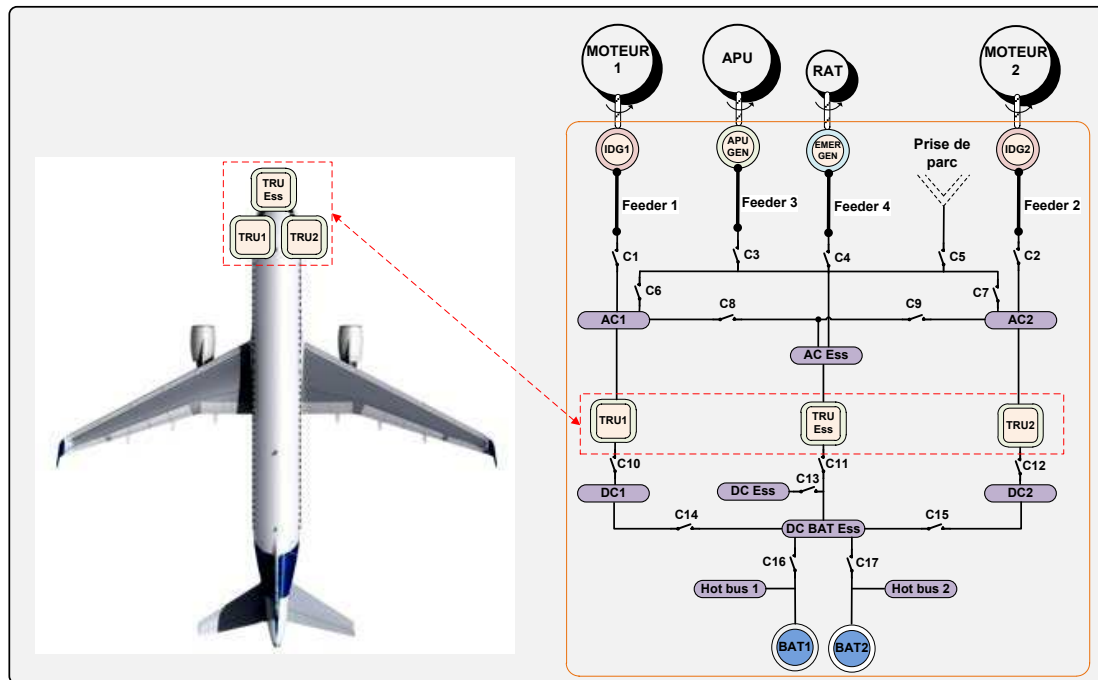 MOTEUR
1
APU
RAT
MOTEUR
2
IDG1
APU
GEN
EMER
GEN
IDG2
Prise de
parc
Feeder 1
Feeder 3
Feeder 4
Feeder 2
C1
C3
C4
C5
C2
C6
C7
C8
C9
AC1
AC2
AC Ess
TRU
Ess
TRU1
TRU2
TRU1
TRU
Ess
TRU2
C10
C11
C12
C13
DC1
DC Ess
DC2
C14
C15
DC BAT Ess
C16
C17
Hot bus 1
Hot bus 2
BAT1
BAT2